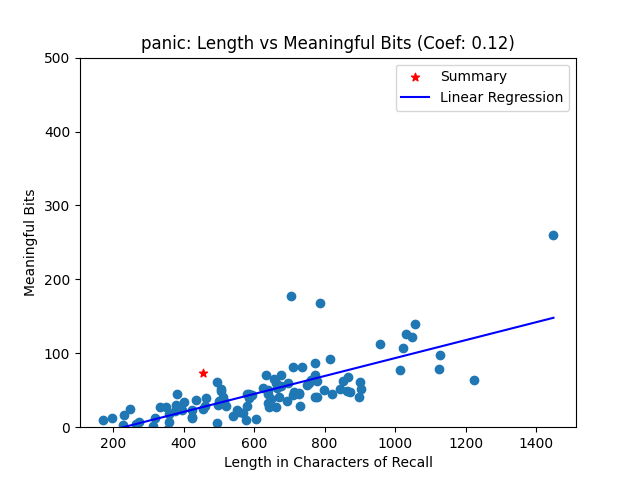 panic: Length vs Meaningful Bits (Coef: 0.12)
Summary
Linear Regression
Meaningful Bits
500
400
300
200
100
0
200 400 600 800 1000 1200 1400
Length in Characters of Recall